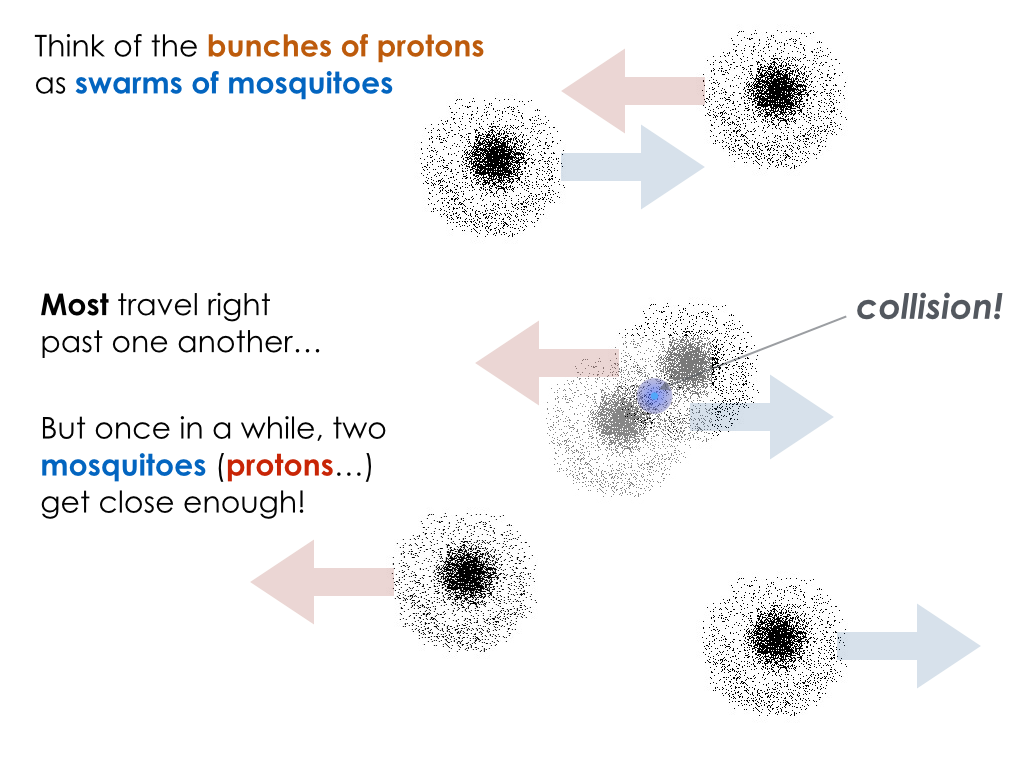 Think of the bunches of protons
as swarms of mosquitoes
Most travel right
past one another…
collision!
But once in a while, two
mosquitoes (protons…)
get close enough!